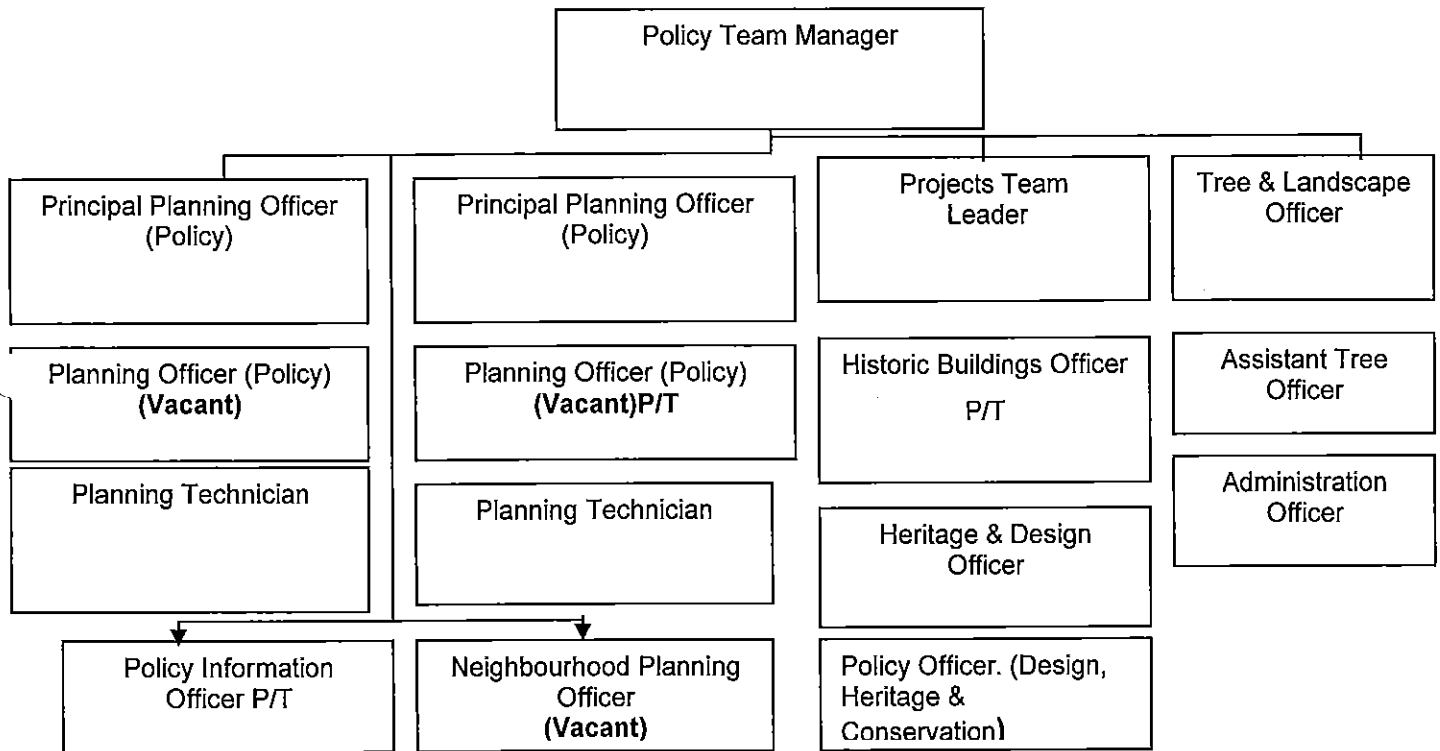 Policy Team Manager
Principal Planning Officer
(Policy)
Principal Planning Officer
(Policy)
Projects Team
Leader
Tree & Landscape
Officer
Planning Officer (Policy)
(Vacant)
Planning Officer (Policy)
(Vacant)P/T
Historic Buildings Officer
P/T
Assistant Tree
Officer
Planning Technician
Planning Technician
Heritage & Design
Officer
Administration
Officer
Policy Information
Officer P/T
Neighbourhood Planning
Officer
(Vacant)
Policy Officer. (Design,
Heritage &
Conservation)